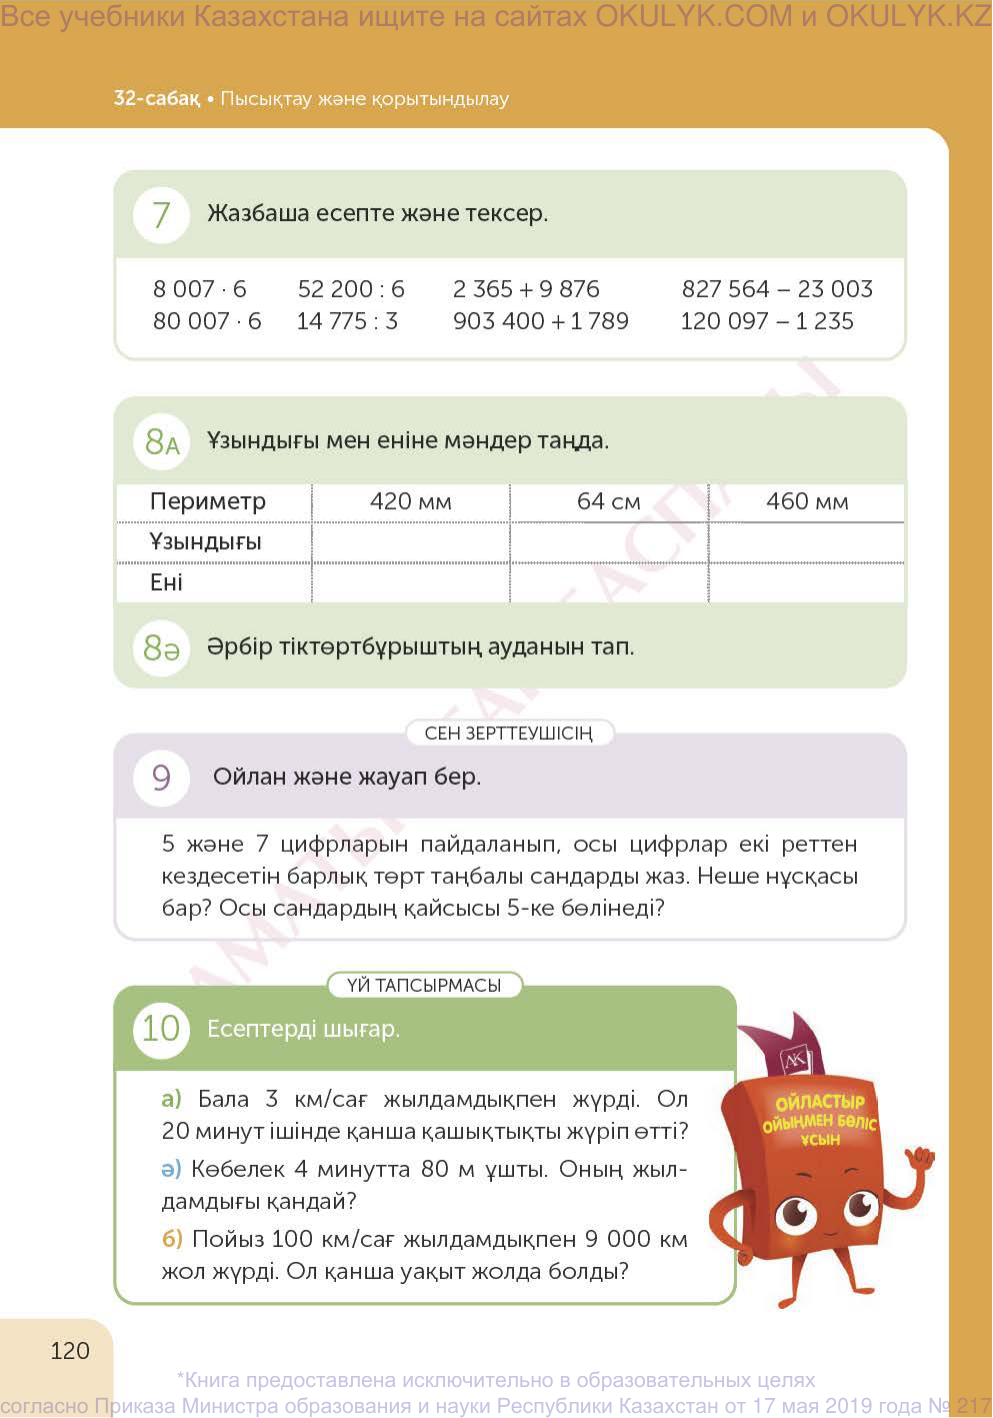 Все учебники Казахстана ищите на сайтах OKULYK.COM и OKULYK.KZ
32-сабақ • Пысықтау және қорытындылау
7 Жазбаша есепте және тексер.
8 007 · 6 52 200 : 6 2 365 + 9 876 827 564 – 23 003
80 007 · 6 14 775 : 3 903 400 + 1 789 120 097 – 1 235
8А Ұзындығы мен еніне мәндер таңда.
Периметр 420 мм 64 см 460 мм
Ұзындығы
Ені
8Ә Әрбір тіктөртбұрыштың ауданын тап.
СЕН ЗЕРТТЕУШІСІҢ
9 Ойлан және жауап бер.
5 және 7 цифрларын пайдаланып, осы цифрлар екі реттен
кездесетін барлық төрт таңбалы сандарды жаз. Неше нұсқасы
бар? Осы сандардың қайсысы 5-ке бөлінеді?
ҮЙ ТАПСЫРМАСЫ
10 Есептерді шығар.
а) Бала 3 км/сағ жылдамдықпен жүрді. Ол
20 минут ішінде қанша қашықтықты жүріп өтті?
ә) Көбелек 4 минутта 80 м ұшты. Оның жыл-
дамдығы қандай?
б) Пойыз 100 км/сағ жылдамдықпен 9 000 км
жол жүрді. Ол қанша уақыт жолда болды?
АК
ОЙЛАСТЫР
ОЙЫҢМЕН БӨЛІС
ҰСЫН
120
*Книга предоставлена исключительно в образовательных целях
согласно Приказа Министра образования и науки Республики Казахстан от 17 мая 2019 года № 217